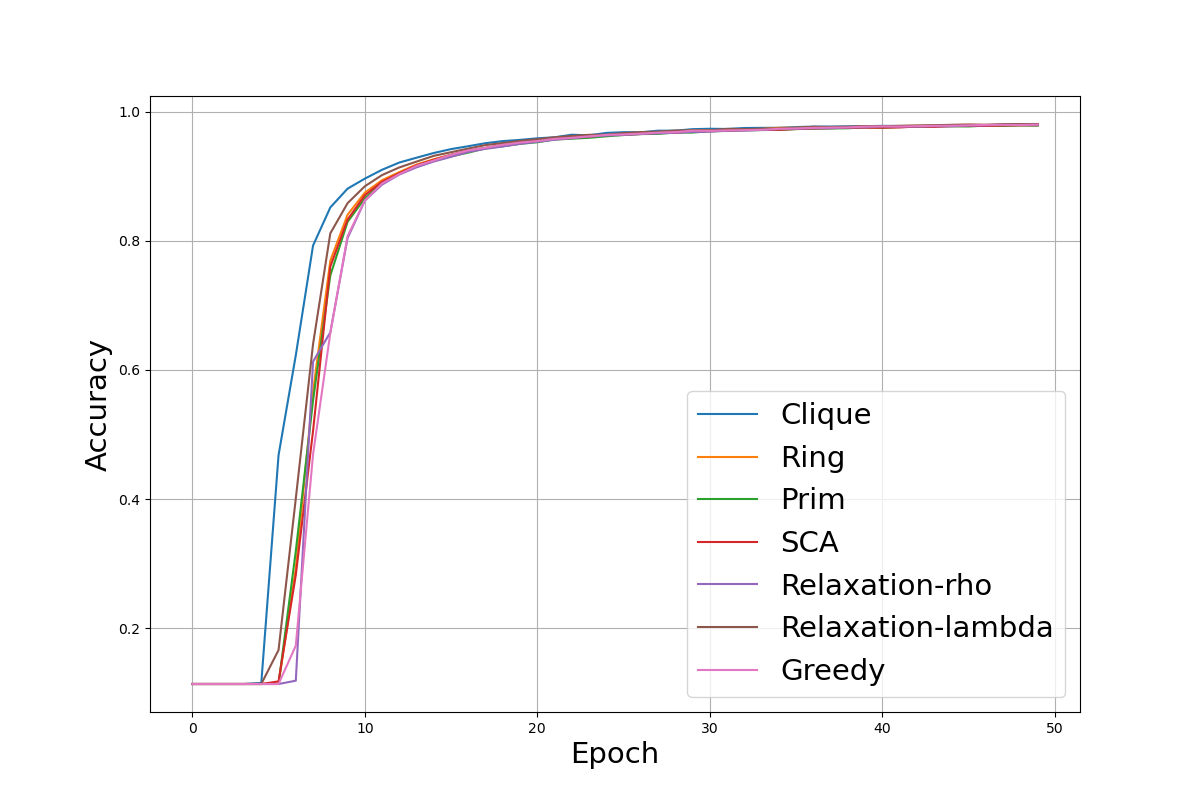 1.0
0.8
0.6
0.4
0.2
Accuracy
Clique
Ring
Prim
SCA
Relaxation-rho
Relaxation-lambda
Greedy
0 10 20 30 40 50
Epoch